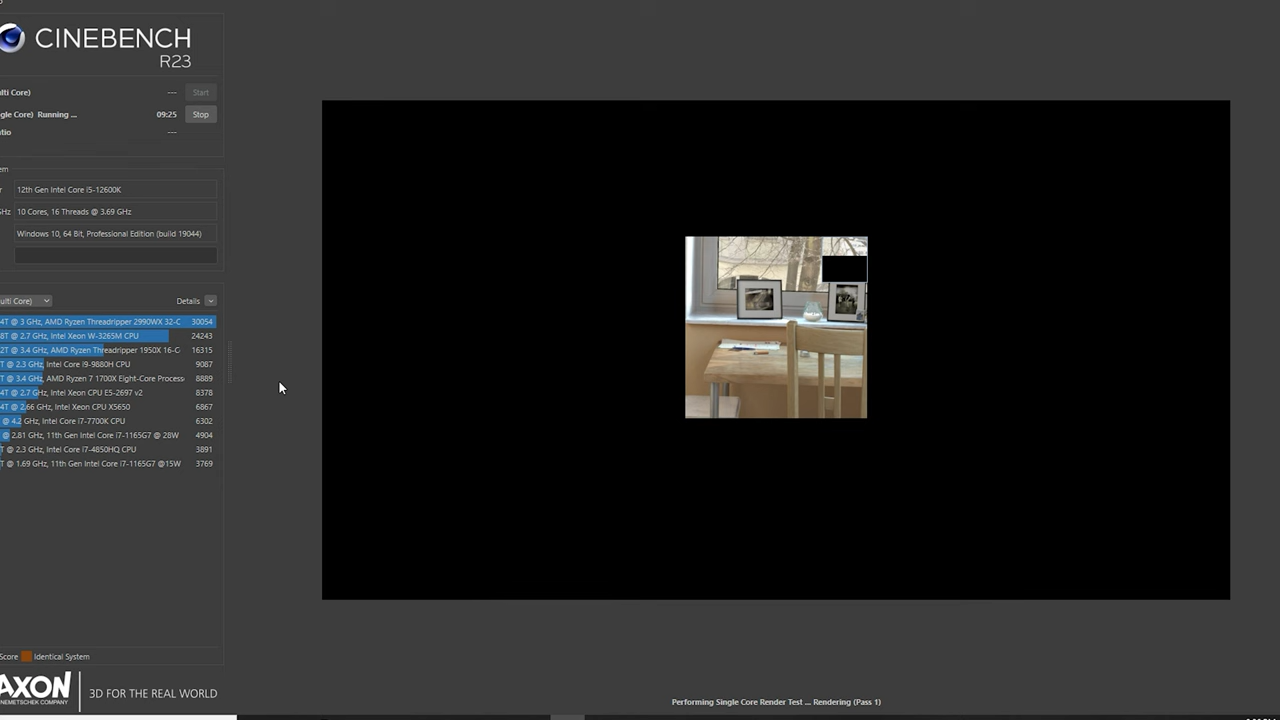 CINEBENCH
R23
lti Core) --- Start
gle Core) Running ... 09:25 Stop
atio ---
em
r 12th Gen Intel Core i5-12600K
GHz 10 Cores, 16 Threads @ 3.69 GHz
Windows 10, 64 Bit, Professional Edition (build 19044)
ulti Core) Details
4T @ 3 GHz, AMD Ryzen Threadripper 2990WX 32-C 30054
8T @ 2.7 GHz, Intel Xeon W-3265M CPU 24243
2T @ 3.4 GHz, AMD Ryzen Threadripper 1950X 16-C 16315
T @ 2.3 GHz, Intel Core i9-9880H CPU 9087
T @ 3.4 GHz, AMD Ryzen 7 1700X Eight-Core Process 8889
4T @ 2.7 GHz, Intel Xeon CPU E5-2697 v2 8378
4T @ 2.66 GHz, Intel Xeon CPU X5650 6867
@ 4.2 GHz, Intel Core i7-7700K CPU 6302
@ 2.81 GHz, 11th Gen Intel Core i7-1165G7 @ 28W 4904
T @ 2.3 GHz, Intel Core i7-4850HQ CPU 3891
T @ 1.69 GHz, 11th Gen Intel Core i7-1165G7 @15W 3769
Score Identical System
AXON 3D FOR THE REAL WORLD
NEMETSCHEK COMPANY
Performing Single Core Render Test ... Rendering (Pass 1)